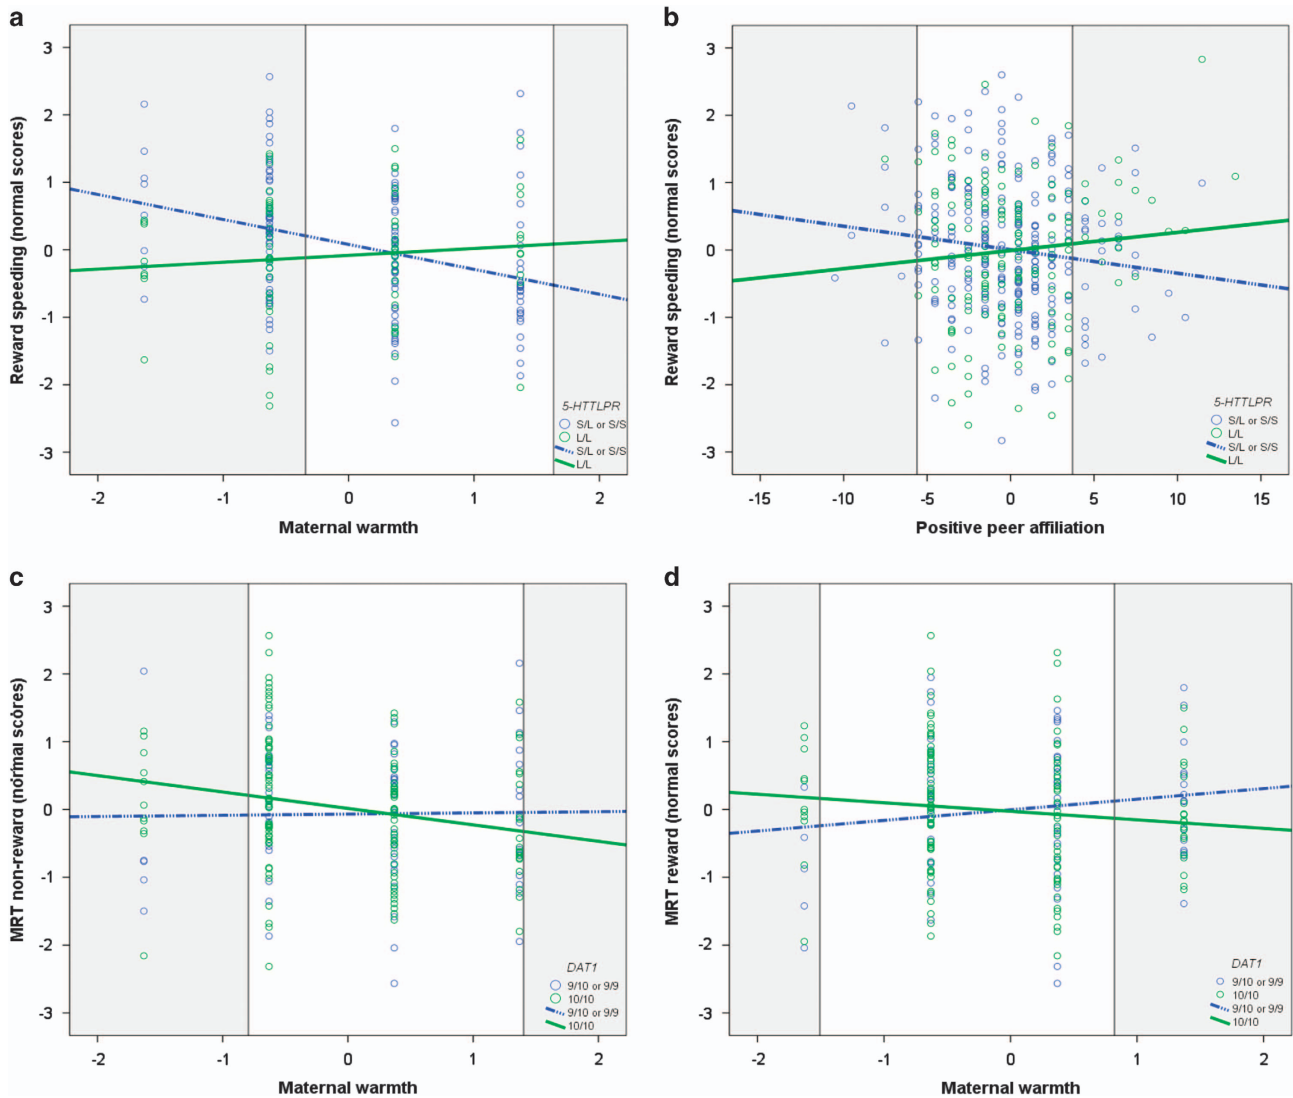 a
3
2
1
0
-1
-2
-3
Reward speeding (normal scores)
5-HTTLPR
S/L or S/S
L/L
S/L or S/S
L/L
-2 -1 0 1 2
Maternal warmth
b
3
2
1
0
-1
-2
-3
Reward speeding (normal scores)
5-HTTLPR
S/L or S/S
L/L
S/L or S/S
L/L
-15 -10 -5 0 5 10 15
Positive peer affiliation
c
3
2
1
0
-1
-2
-3
MRT non-reward (normal scores)
DAT1
9/10 or 9/9
10/10
9/10 or 9/9
10/10
-2 -1 0 1 2
Maternal warmth
d
3
2
1
0
-1
-2
-3
MRT reward (normal scores)
DAT1
9/10 or 9/9
10/10
9/10 or 9/9
10/10
-2 -1 0 1 2
Maternal warmth